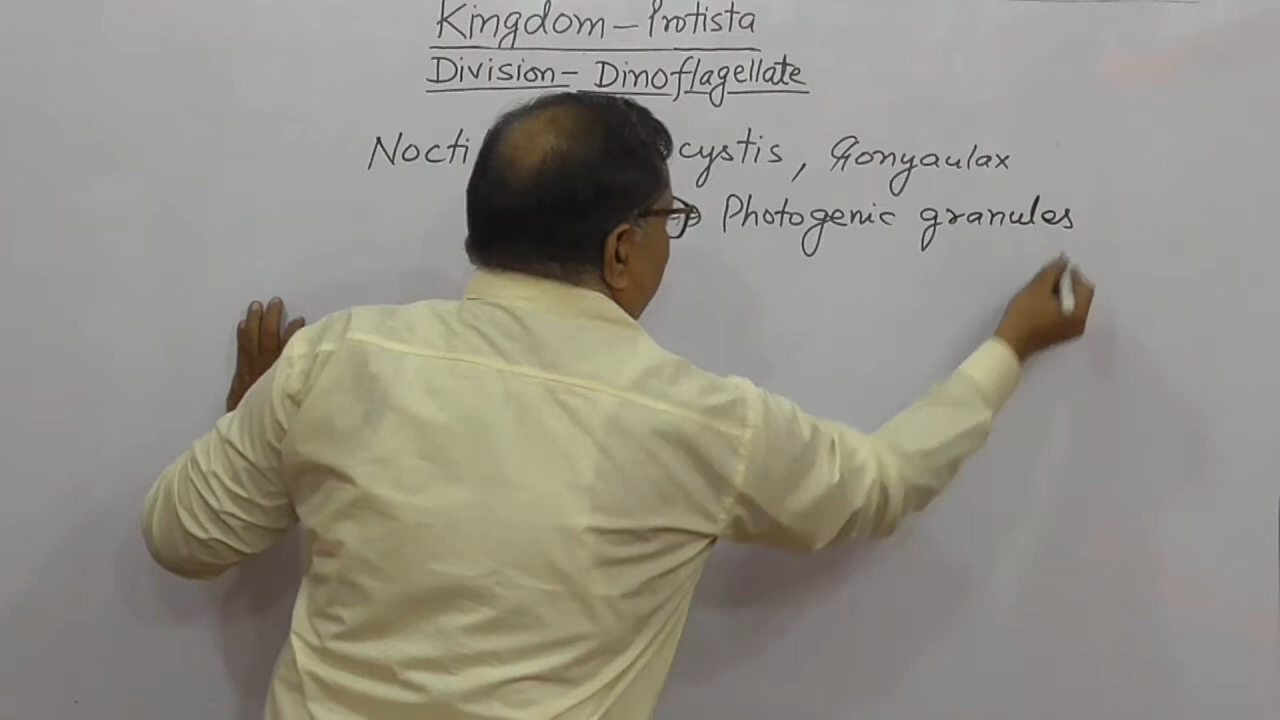 Kingdom - Protista
Division - Dinoflagellate
Nocti cystis, Gonyaulax
Photogenic granules